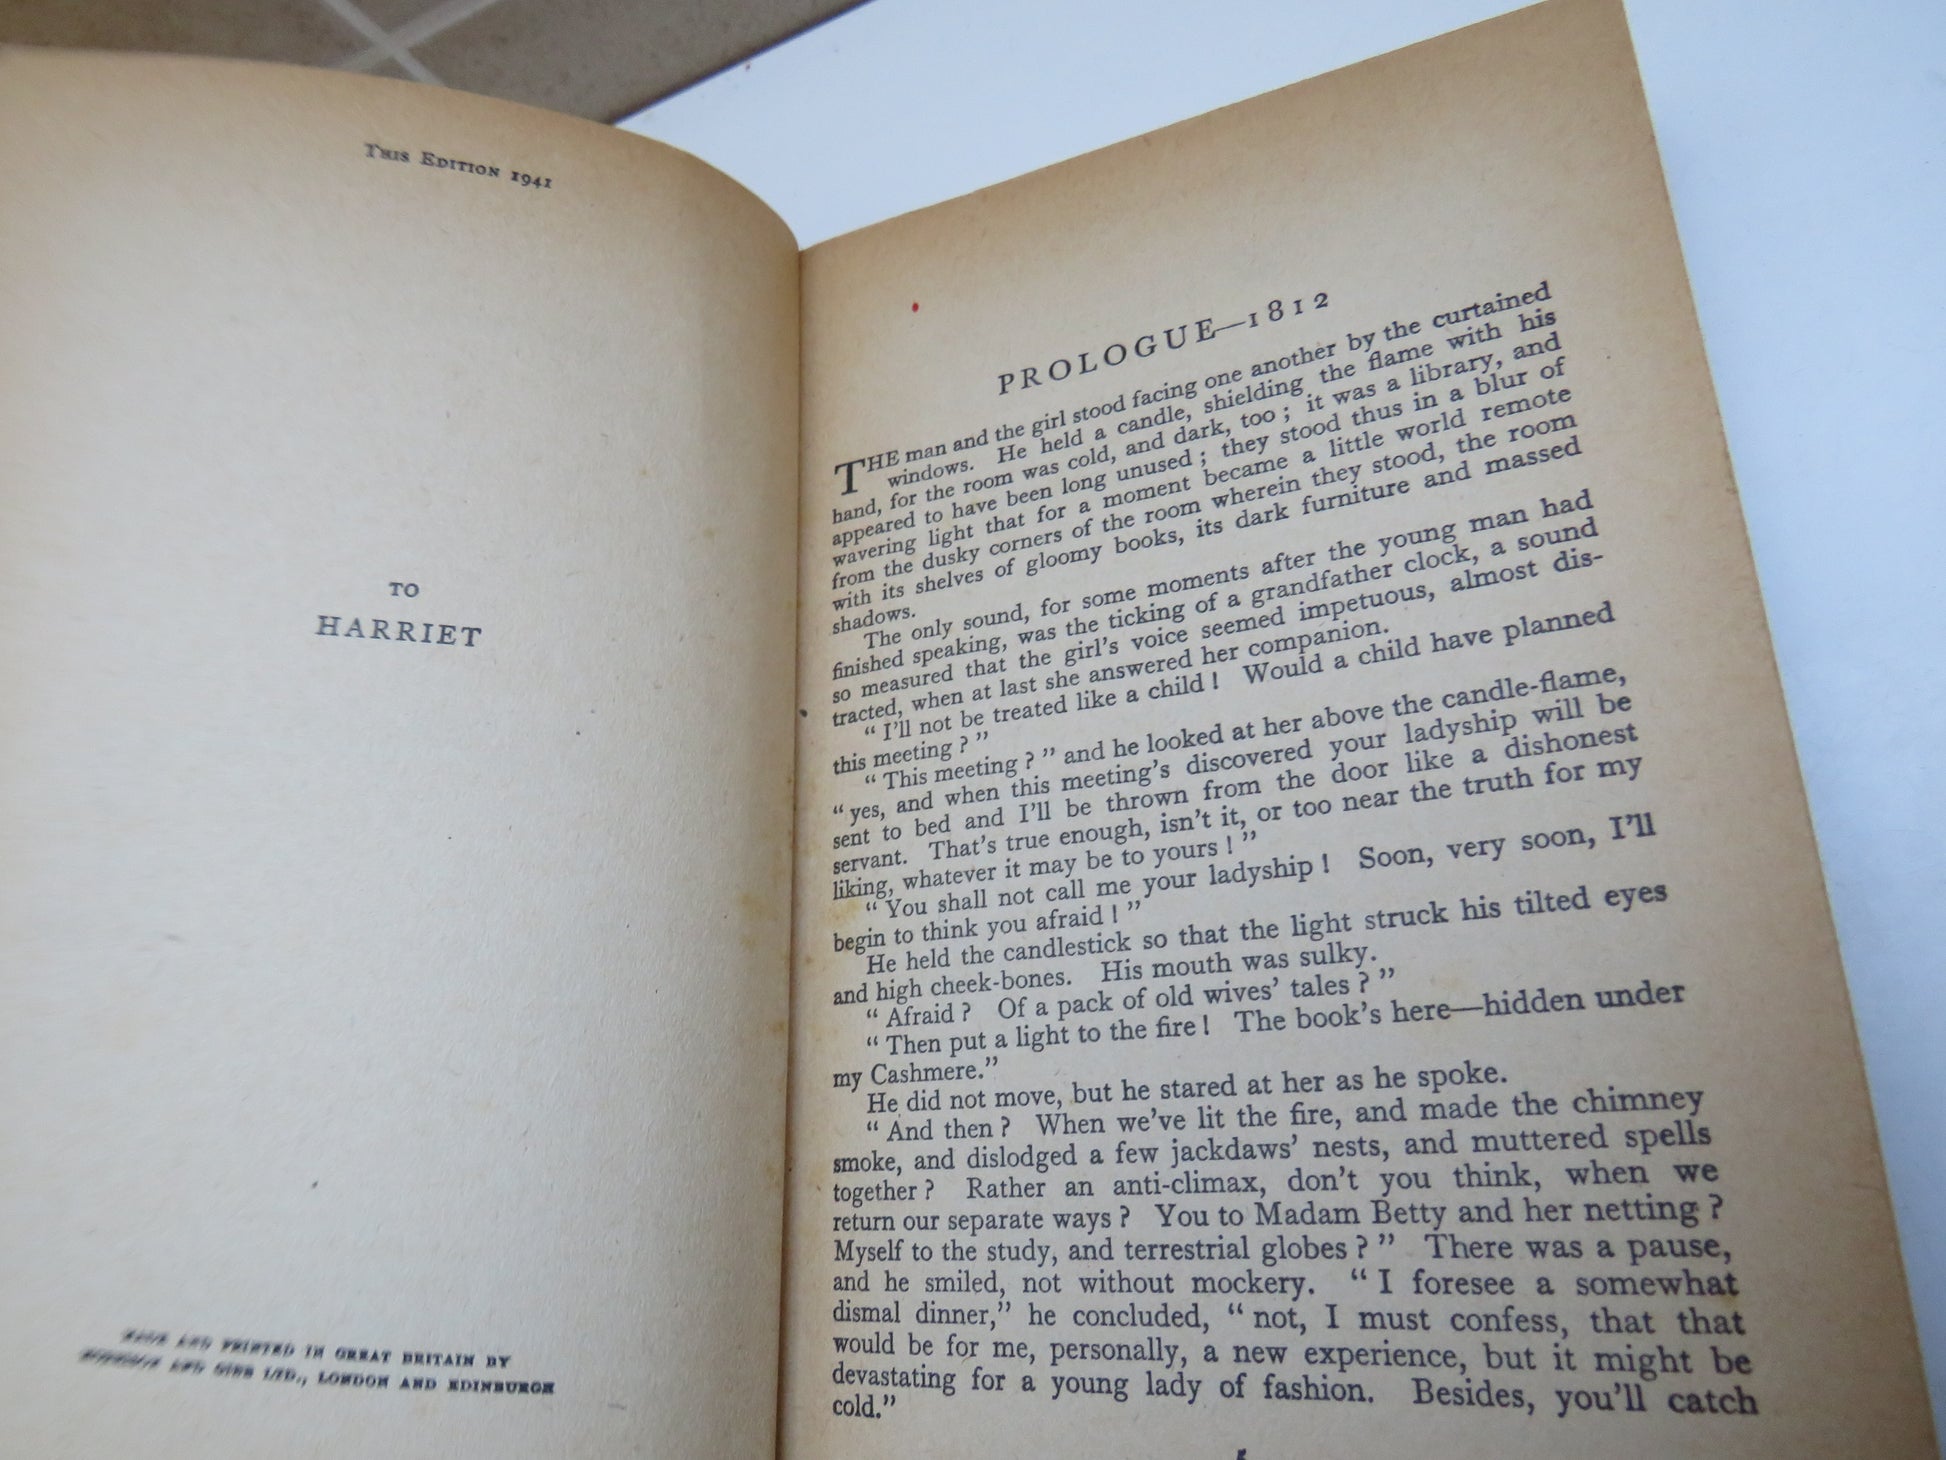 THIS EDITION 1941
TO
HARRIET
MADE AND PRINTED IN GREAT BRITAIN BY
MORRISON AND GIBB LTD., LONDON AND EDINBURGH
PROLOGUE—1812
THE man and the girl stood facing one another by the curtained
windows. He held a candle, shielding the flame with his
hand, for the room was cold, and dark, too ; it was a library, and
appeared to have been long unused ; they stood thus in a blur of
wavering light that for a moment became a little world remote
from the dusky corners of the room wherein they stood, the room
with its shelves of gloomy books, its dark furniture and massed
shadows.
The only sound, for some moments after the young man had
finished speaking, was the ticking of a grandfather clock, a sound
so measured that the girl's voice seemed impetuous, almost dis-
tracted, when at last she answered her companion.
“ I'll not be treated like a child ! Would a child have planned
this meeting ? ”
“ This meeting ? ” and he looked at her above the candle-flame,
“ yes, and when this meeting's discovered your ladyship will be
sent to bed and I'll be thrown from the door like a dishonest
servant. That's true enough, isn't it, or too near the truth for my
liking, whatever it may be to yours ! ”
“ You shall not call me your ladyship ! Soon, very soon, I'll
begin to think you afraid ! ”
He held the candlestick so that the light struck his tilted eyes
and high cheek-bones. His mouth was sulky.
“ Afraid ? Of a pack of old wives' tales ? ”
“ Then put a light to the fire ! The book's here—hidden under
my Cashmere.”
He did not move, but he stared at her as he spoke.
“ And then ? When we've lit the fire, and made the chimney
smoke, and dislodged a few jackdaws' nests, and muttered spells
together ? Rather an anti-climax, don't you think, when we
return our separate ways ? You to Madam Betty and her netting ?
Myself to the study, and terrestrial globes ? ” There was a pause,
and he smiled, not without mockery. “ I foresee a somewhat
dismal dinner,” he concluded, “ not, I must confess, that that
would be for me, personally, a new experience, but it might be
devastating for a young lady of fashion. Besides, you'll catch
cold.”